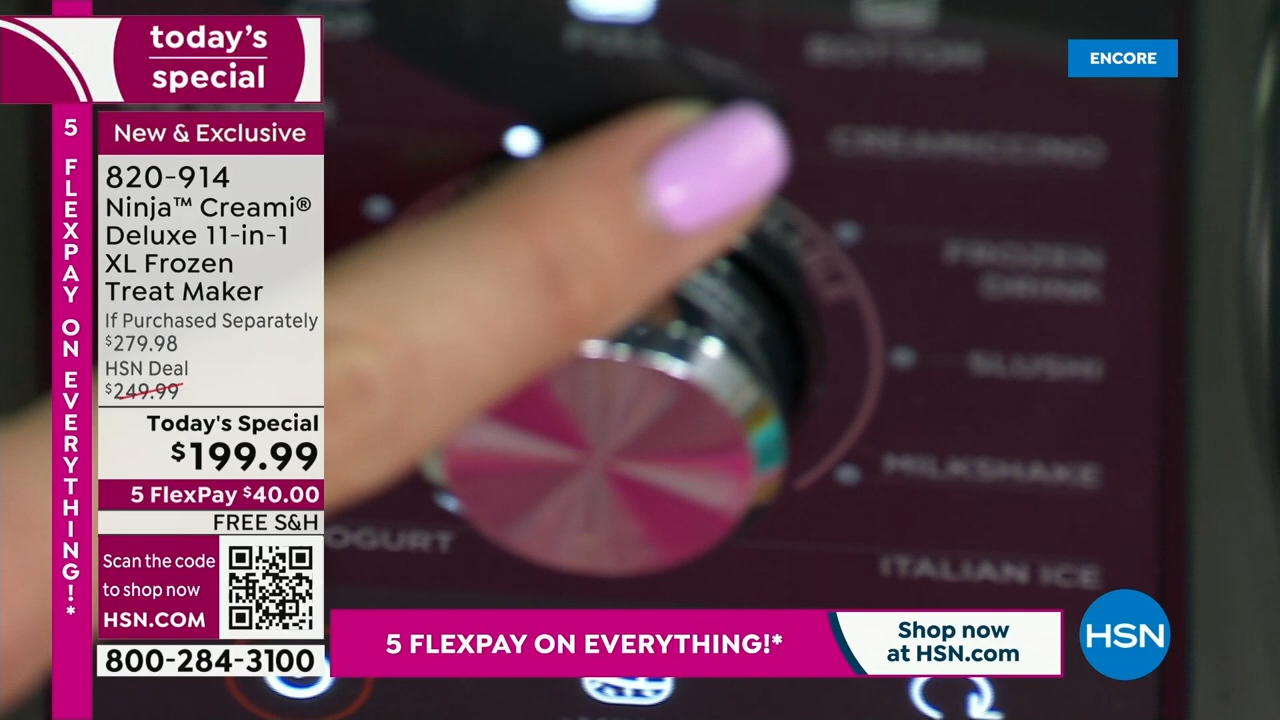 today's
special
5 FLEXPAY ON EVERYTHING!*
New & Exclusive
820-914
Ninja™ Creami®
Deluxe 11-in-1
XL Frozen
Treat Maker
If Purchased Separately
$279.98
HSN Deal
$249.99
Today's Special
$199.99
5 FlexPay $40.00
FREE S&H
Scan the code
to shop now
HSN.COM
800-284-3100
ENCORE
FULL
BOTTOM
CREAMICCINO
FROZEN
DRINK
SLUSHI
MILKSHAKE
ITALIAN ICE
5 FLEXPAY ON EVERYTHING!*
Shop now
at HSN.com
HSN